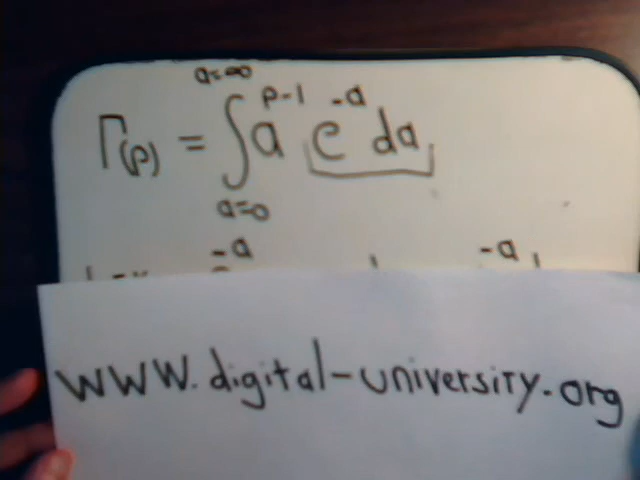 a=∞
Γ(p) = ∫ a^{p-1} e^{-a} da
a=0
-a -a
www.digital-university.org